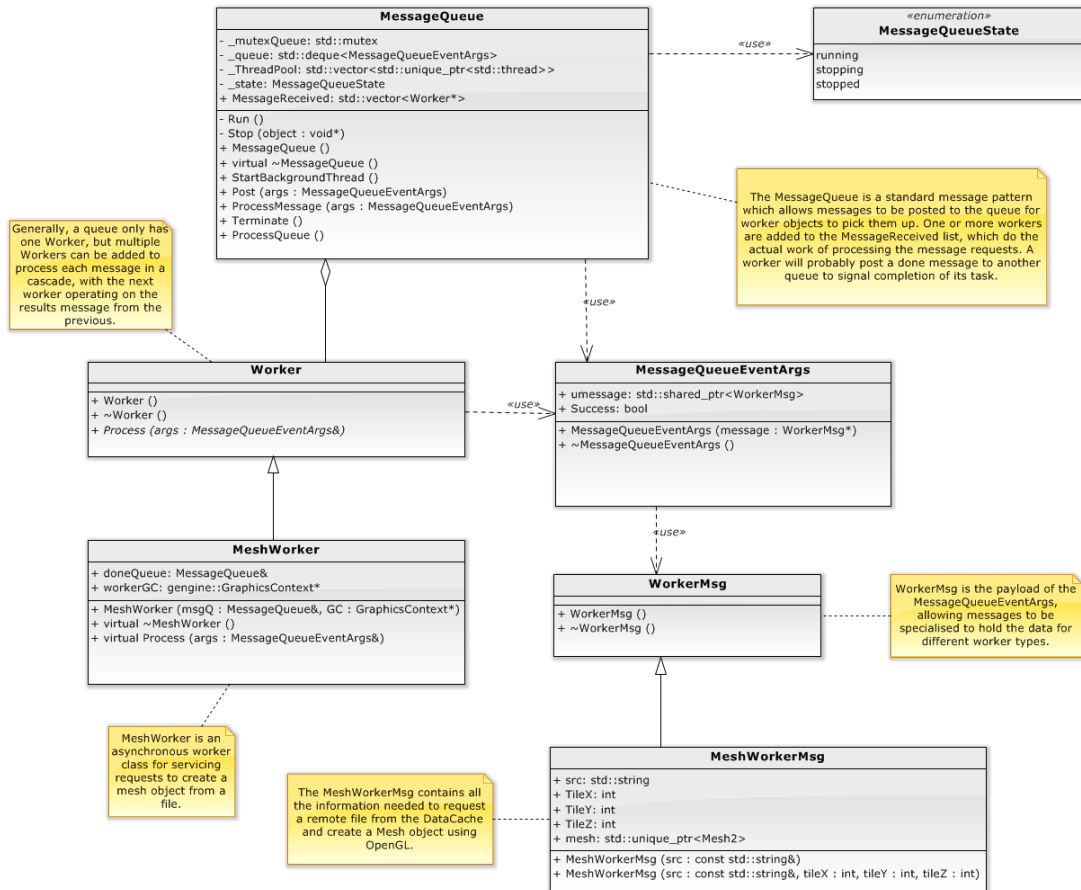 MessageQueue
- _mutexQueue: std::mutex
- _queue: std::deque<MessageQueueEventArgs>
- _ThreadPool: std::vector<std::unique_ptr<std::thread>>
- _state: MessageQueueState
+ MessageReceived: std::vector<Worker*>
- Run ()
- Stop (object : void*)
+ MessageQueue ()
+ virtual ~MessageQueue ()
+ StartBackgroundThread ()
+ Post (args : MessageQueueEventArgs)
+ ProcessMessage (args : MessageQueueEventArgs)
+ Terminate ()
+ ProcessQueue ()
«use»
«enumeration»
MessageQueueState
running
stopping
stopped
The MessageQueue is a standard message pattern
which allows messages to be posted to the queue for
worker objects to pick them up. One or more workers
are added to the MessageReceived list, which do the
actual work of processing the message requests. A
worker will probably post a done message to another
queue to signal completion of its task.
Generally, a queue only has
one Worker, but multiple
Workers can be added to
process each message in a
cascade, with the next
worker operating on the
results message from the
previous.
«use»
Worker
+ Worker ()
+ ~Worker ()
+ Process (args : MessageQueueEventArgs&)
«use»
MessageQueueEventArgs
+ umessage: std::shared_ptr<WorkerMsg>
+ Success: bool
+ MessageQueueEventArgs (message : WorkerMsg*)
+ ~MessageQueueEventArgs ()
«use»
MeshWorker
+ doneQueue: MessageQueue&
+ workerGC: gengine::GraphicsContext*
+ MeshWorker (msgQ : MessageQueue&, GC : GraphicsContext*)
+ virtual ~MeshWorker ()
+ virtual Process (args : MessageQueueEventArgs&)
WorkerMsg
+ WorkerMsg ()
+ ~WorkerMsg ()
WorkerMsg is the payload of the
MessageQueueEventArgs,
allowing messages to be
specialised to hold the data for
different worker types.
MeshWorker is an
asynchronous worker
class for servicing
requests to create a
mesh object from a
file.
The MeshWorkerMsg contains all
the information needed to request
a remote file from the DataCache
and create a Mesh object using
OpenGL.
MeshWorkerMsg
+ src: std::string
+ TileX: int
+ TileY: int
+ TileZ: int
+ mesh: std::unique_ptr<Mesh2>
+ MeshWorkerMsg (src : const std::string&)
+ MeshWorkerMsg (src : const std::string&, tileX : int, tileY : int, tileZ : int)